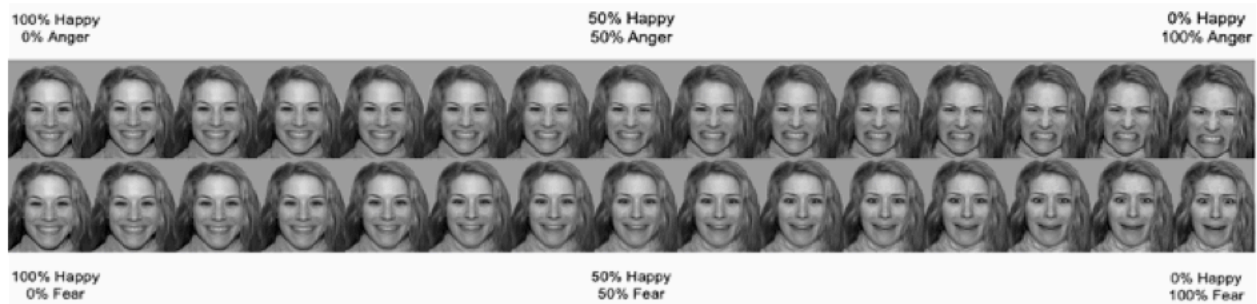 100% Happy
0% Anger
50% Happy
50% Anger
0% Happy
100% Anger
100% Happy
0% Fear
50% Happy
50% Fear
0% Happy
100% Fear